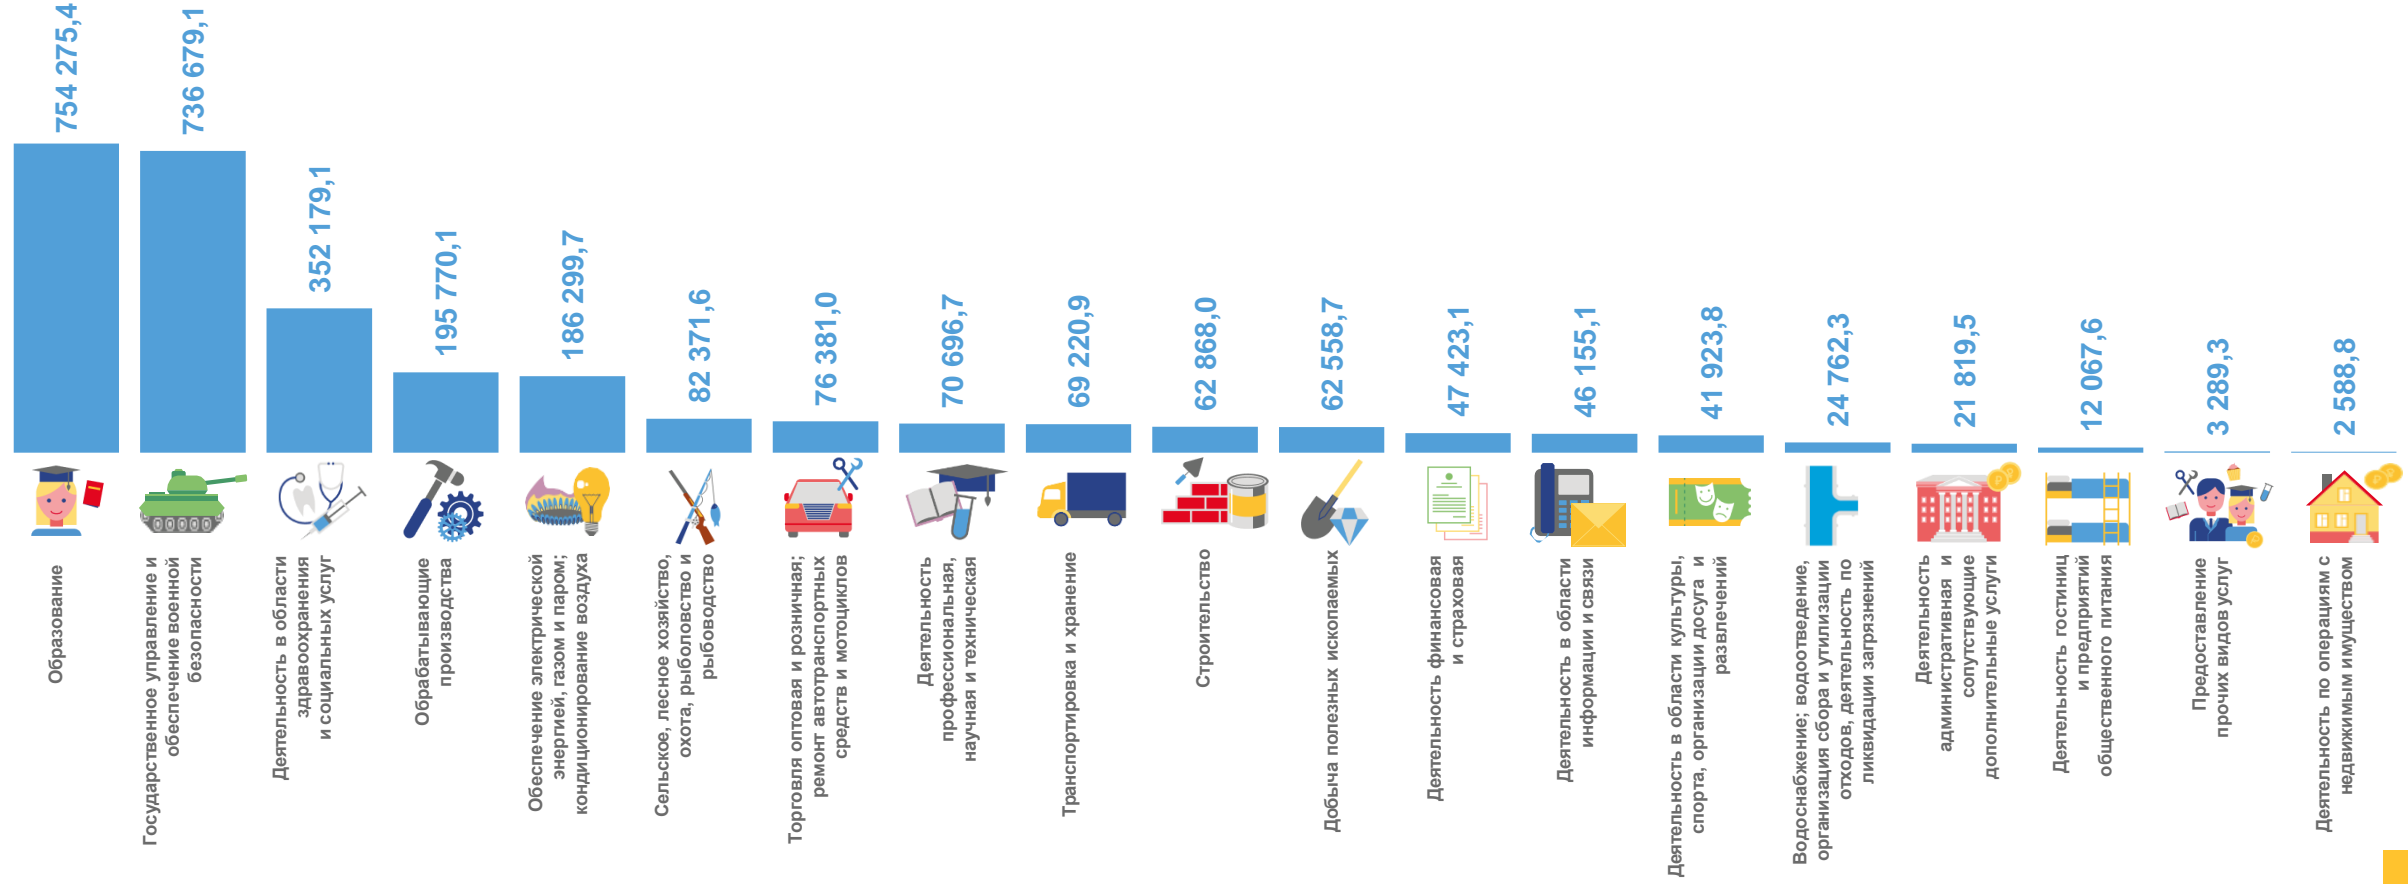 754 275,4
736 679,1
352 179,1
195 770,1
186 299,7
82 371,6
76 381,0
70 696,7
69 220,9
62 868,0
62 558,7
47 423,1
46 155,1
41 923,8
24 762,3
21 819,5
12 067,6
3 289,3
2 588,8
Образование
Государственное управление и
обеспечение военной
безопасности
Деятельность в области
здравоохранения
и социальных услуг
Обрабатывающие
производства
Обеспечение электрической
энергией, газом и паром;
кондиционирование воздуха
Сельское, лесное хозяйство,
охота, рыболовство и
рыбоводство
Торговля оптовая и розничная;
ремонт автотранспортных
средств и мотоциклов
Деятельность
профессиональная,
научная и техническая
Транспортировка и хранение
Строительство
Добыча полезных ископаемых
Деятельность финансовая
и страховая
Деятельность в области
информации и связи
Деятельность в области культуры,
спорта, организации досуга и
развлечений
Водоснабжение; водоотведение,
организация сбора и утилизации
отходов, деятельность по
ликвидации загрязнений
Деятельность
административная и
сопутствующие
дополнительные услуги
Деятельность гостиниц
и предприятий
общественного питания
Предоставление
прочих видов услуг
Деятельность по операциям с
недвижимым имуществом